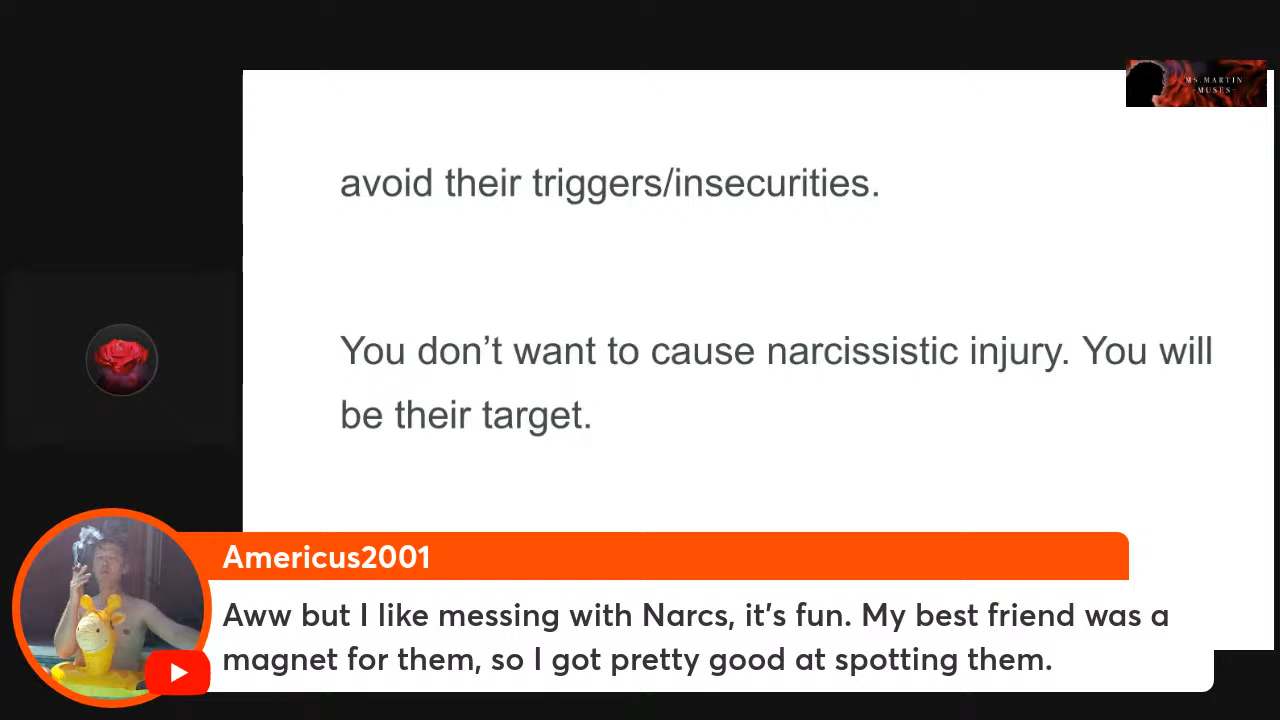 MS.MARTIN
-MUSES-
avoid their triggers/insecurities.
You don’t want to cause narcissistic injury. You will
be their target.
Americus2001
Aww but I like messing with Narcs, it's fun. My best friend was a
magnet for them, so I got pretty good at spotting them.